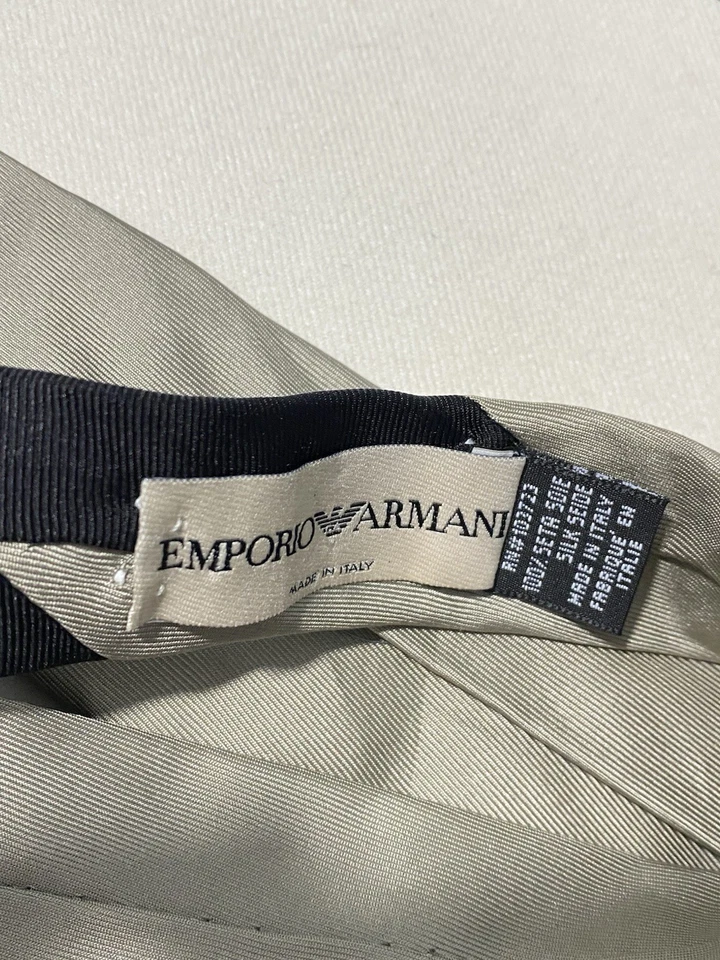 EMPORIO ARMANI
MADE IN ITALY
100/ SETA SOIE
SILK SEIDE
MADE IN ITALY
FABRIQUE EN
ITALIE